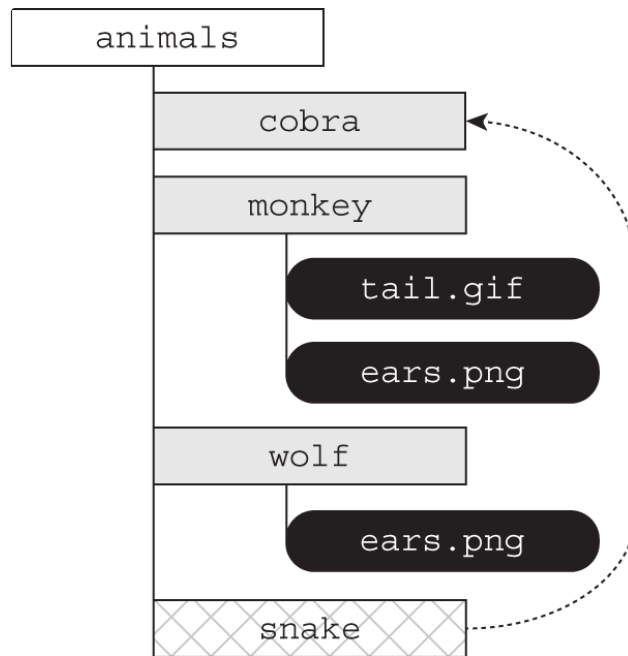 animals
cobra
monkey
tail.gif
ears.png
wolf
ears.png
snake